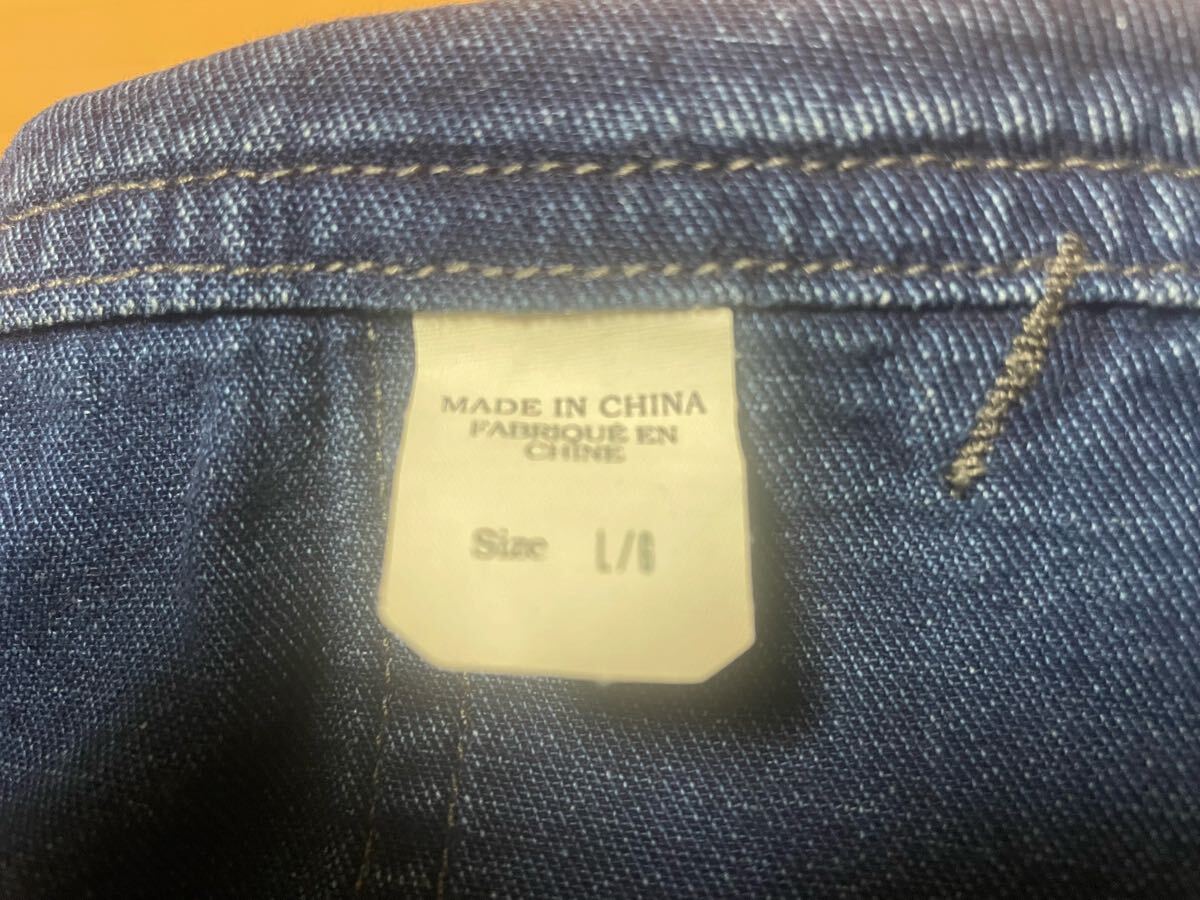 MADE IN CHINA
FABRIQUÉ EN
CHINE
Size L/G